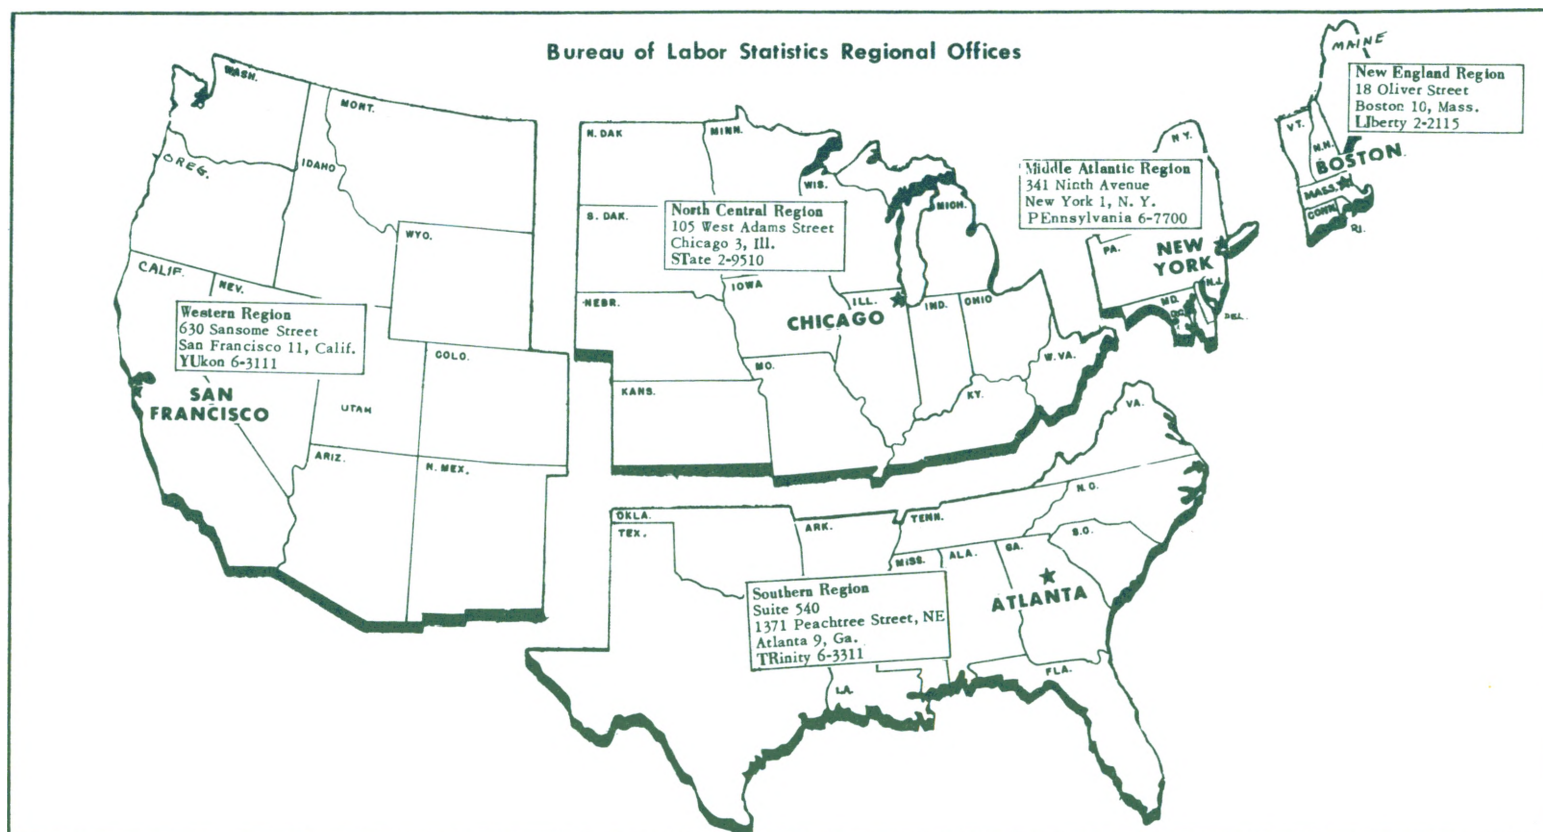 Bureau of Labor Statistics Regional Offices
WASH.
MONT.
OREG.
IDAHO
WYO.
CALIF.
NEV.
Western Region
630 Sansome Street
San Francisco 11, Calif.
YUkon 6-3111
SAN
FRANCISCO
UTAH
COLO.
ARIZ.
N. MEX.
N. DAK
MINN.
S. DAK.
WIS.
MICH.
North Central Region
105 West Adams Street
Chicago 3, Ill.
STate 2-9510
NEBR.
IOWA
ILL.
IND.
OHIO
CHICAGO
KANS.
MO.
KY.
W. VA.
N.Y.
Middle Atlantic Region
341 Ninth Avenue
New York 1, N. Y.
PEnnsylvania 6-7700
PA.
NEW
YORK
N.J.
MD.
D.C.
DEL.
MAINE
New England Region
18 Oliver Street
Boston 10, Mass.
LIberty 2-2115
VT.
N.H.
BOSTON
MASS.
CONN.
R.I.
VA.
OKLA.
TEX.
ARK.
TENN.
N.C.
S.C.
MISS.
ALA.
GA.
Southern Region
Suite 540
1371 Peachtree Street, NE
Atlanta 9, Ga.
TRinity 6-3311
ATLANTA
LA.
FLA.